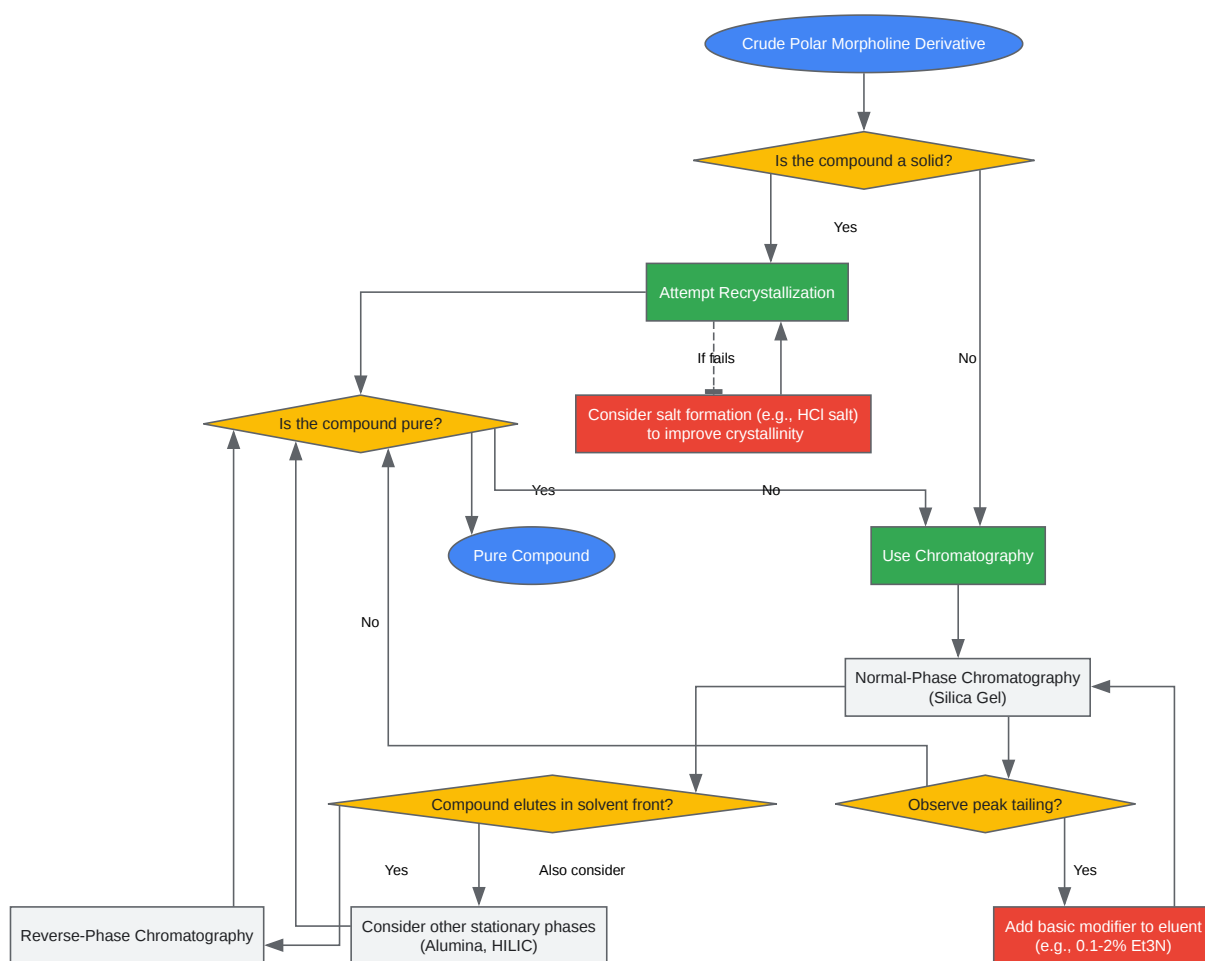 Crude Polar Morpholine Derivative
Is the compound a solid?
Yes
Attempt Recrystallization
If fails
No
Consider salt formation (e.g., HCl salt)
to improve crystallinity
Is the compound pure?
Yes
No
Pure Compound
Use Chromatography
No
Normal-Phase Chromatography
(Silica Gel)
Compound elutes in solvent front?
Observe peak tailing?
Yes
Also consider
Yes
Reverse-Phase Chromatography
Consider other stationary phases
(Alumina, HILIC)
Add basic modifier to eluent
(e.g., 0.1-2% Et3N)